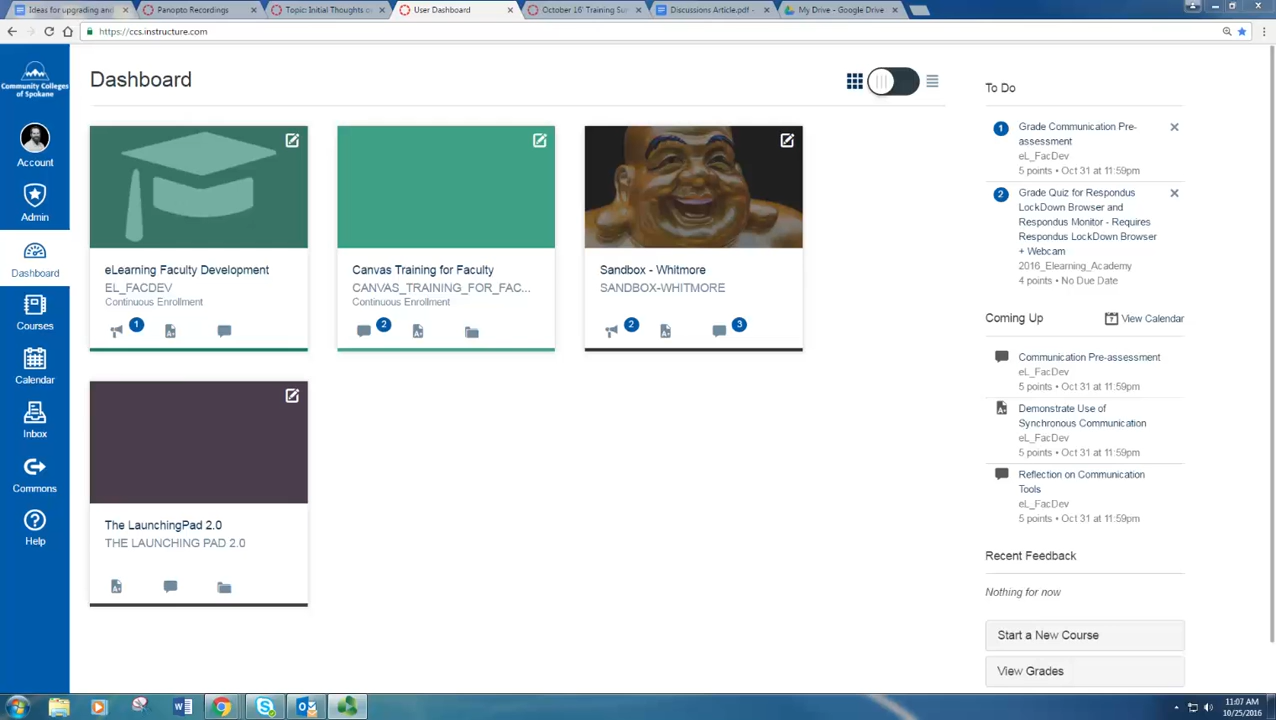 Ideas for upgrading and
Panopto Recordings
Topic: Initial Thoughts o
User Dashboard
October 16' Training Su
Discussions Article.pdf -
My Drive - Google Drive
https://ccs.instructure.com
Community Colleges
of Spokane
Account
Admin
Dashboard
Courses
Calendar
Inbox
Commons
Help
Dashboard
eLearning Faculty Development
EL_FACDEV
Continuous Enrollment
1
Canvas Training for Faculty
CANVAS_TRAINING_FOR_FAC...
Continuous Enrollment
2
Sandbox - Whitmore
SANDBOX-WHITMORE
2
3
The LaunchingPad 2.0
THE LAUNCHING PAD 2.0
To Do
1
Grade Communication Pre-
assessment
eL_FacDev
5 points • Oct 31 at 11:59pm
2
Grade Quiz for Respondus
LockDown Browser and
Respondus Monitor - Requires
Respondus LockDown Browser
+ Webcam
2016_Elearning_Academy
4 points • No Due Date
Coming Up
View Calendar
Communication Pre-assessment
eL_FacDev
5 points • Oct 31 at 11:59pm
Demonstrate Use of
Synchronous Communication
eL_FacDev
5 points • Oct 31 at 11:59pm
Reflection on Communication
Tools
eL_FacDev
5 points • Oct 31 at 11:59pm
Recent Feedback
Nothing for now
Start a New Course
View Grades
11:07 AM
10/25/2016